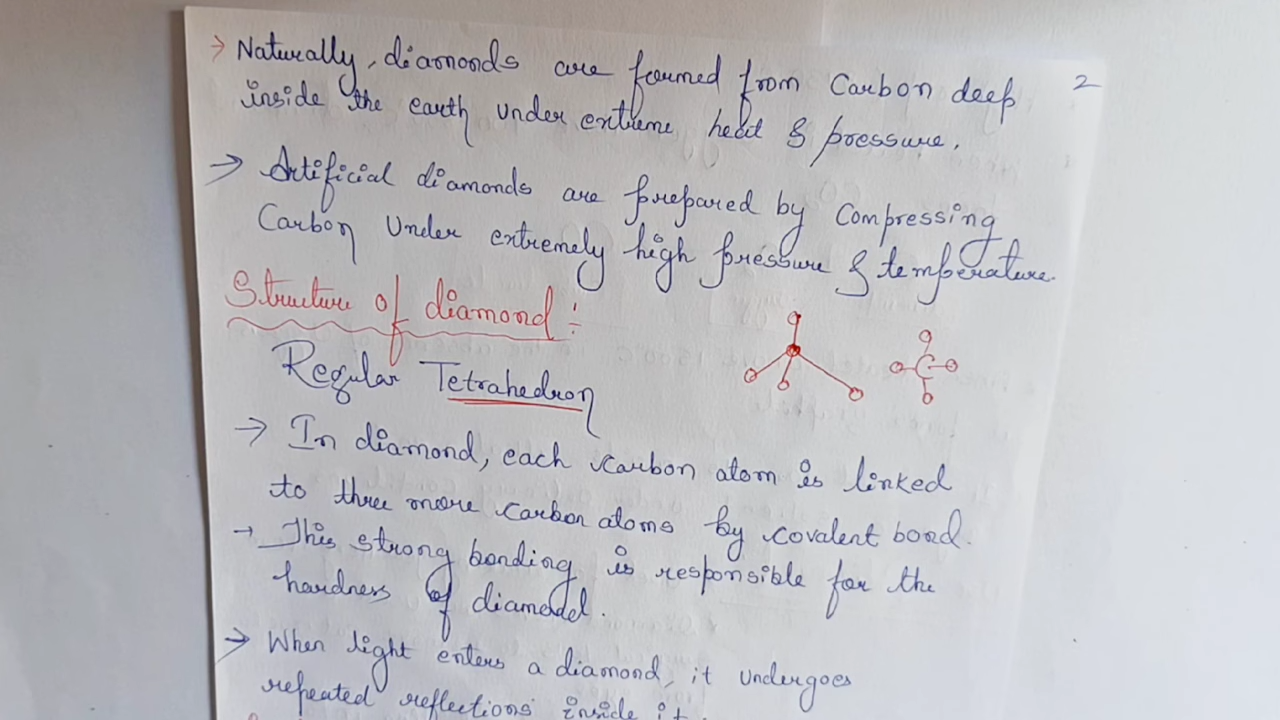 → Naturally, diamonds are formed from Carbon deep 2
inside the earth under extreme heat & pressure.
→ Artificial diamonds are prepared by Compressing
Carbon Under extremely high pressure & temperature.
Structure of diamond :-
Regular Tetrahedron
C
→ In diamond, each carbon atom is linked
to three more carbon atoms by covalent bond.
→ This strong bonding is responsible for the
hardness of diamond.
→ When light enters a diamond, it undergoes
repeated reflections inside it.